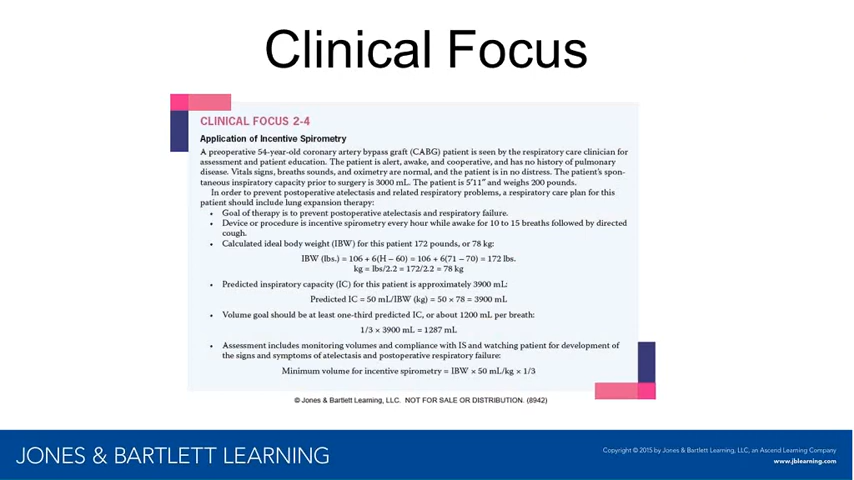 Clinical Focus
CLINICAL FOCUS 2-4
Application of Incentive Spirometry
A preoperative 54-year-old coronary artery bypass graft (CABG) patient is seen by the respiratory care clinician for
assessment and patient education. The patient is alert, awake, and cooperative, and has no history of pulmonary
disease. Vitals signs, breaths sounds, and oximetry are normal, and the patient is in no distress. The patient's spon-
taneous inspiratory capacity prior to surgery is 3000 mL. The patient is 5'11" and weighs 200 pounds.
In order to prevent postoperative atelectasis and related respiratory problems, a respiratory care plan for this
patient should include lung expansion therapy:
• Goal of therapy is to prevent postoperative atelectasis and respiratory failure.
• Device or procedure is incentive spirometry every hour while awake for 10 to 15 breaths followed by directed
cough.
• Calculated ideal body weight (IBW) for this patient 172 pounds, or 78 kg:
IBW (lbs.) = 106 + 6(H – 60) = 106 + 6(71 – 70) = 172 lbs.
kg = lbs/2.2 = 172/2.2 = 78 kg
• Predicted inspiratory capacity (IC) for this patient is approximately 3900 mL:
Predicted IC = 50 mL/IBW (kg) = 50 × 78 = 3900 mL
• Volume goal should be at least one-third predicted IC, or about 1200 mL per breath:
1/3 × 3900 mL = 1287 mL
• Assessment includes monitoring volumes and compliance with IS and watching patient for development of
the signs and symptoms of atelectasis and postoperative respiratory failure:
Minimum volume for incentive spirometry = IBW × 50 mL/kg × 1/3
© Jones & Bartlett Learning, LLC. NOT FOR SALE OR DISTRIBUTION. (8942)
JONES & BARTLETT LEARNING
Copyright © 2015 by Jones & Bartlett Learning, LLC, an Ascend Learning Company
www.jblearning.com